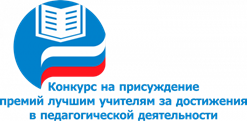 Конкурс на присуждение
премий лучшим учителям за достижения
в педагогической деятельности